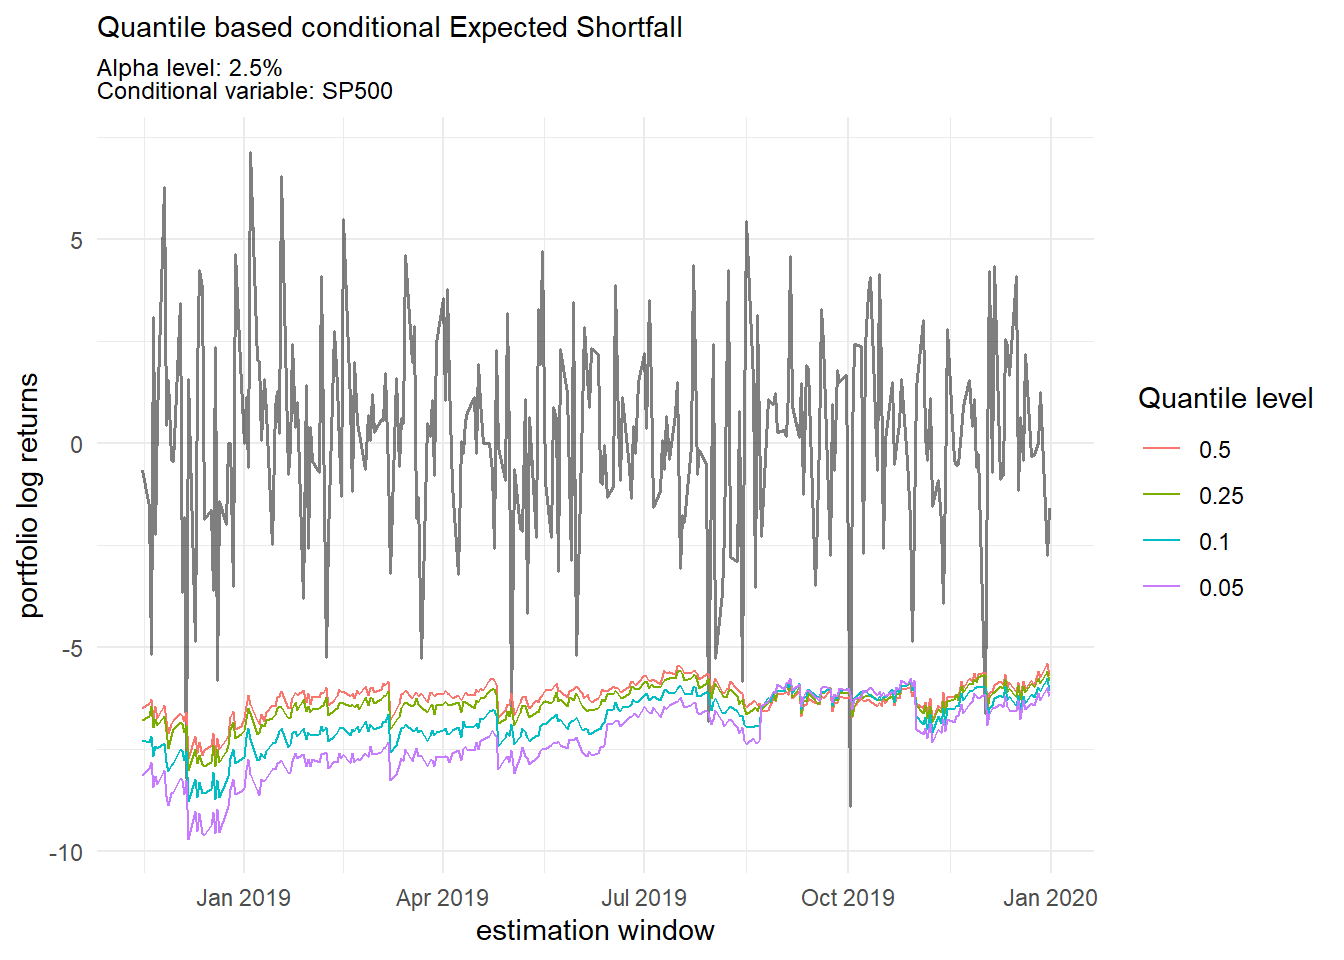 Quantile based conditional Expected Shortfall
Alpha level: 2.5%
Conditional variable: SP500
portfolio log returns
5
0
-5
-10
Jan 2019
Apr 2019
Jul 2019
Oct 2019
Jan 2020
estimation window
Quantile level
0.5
0.25
0.1
0.05